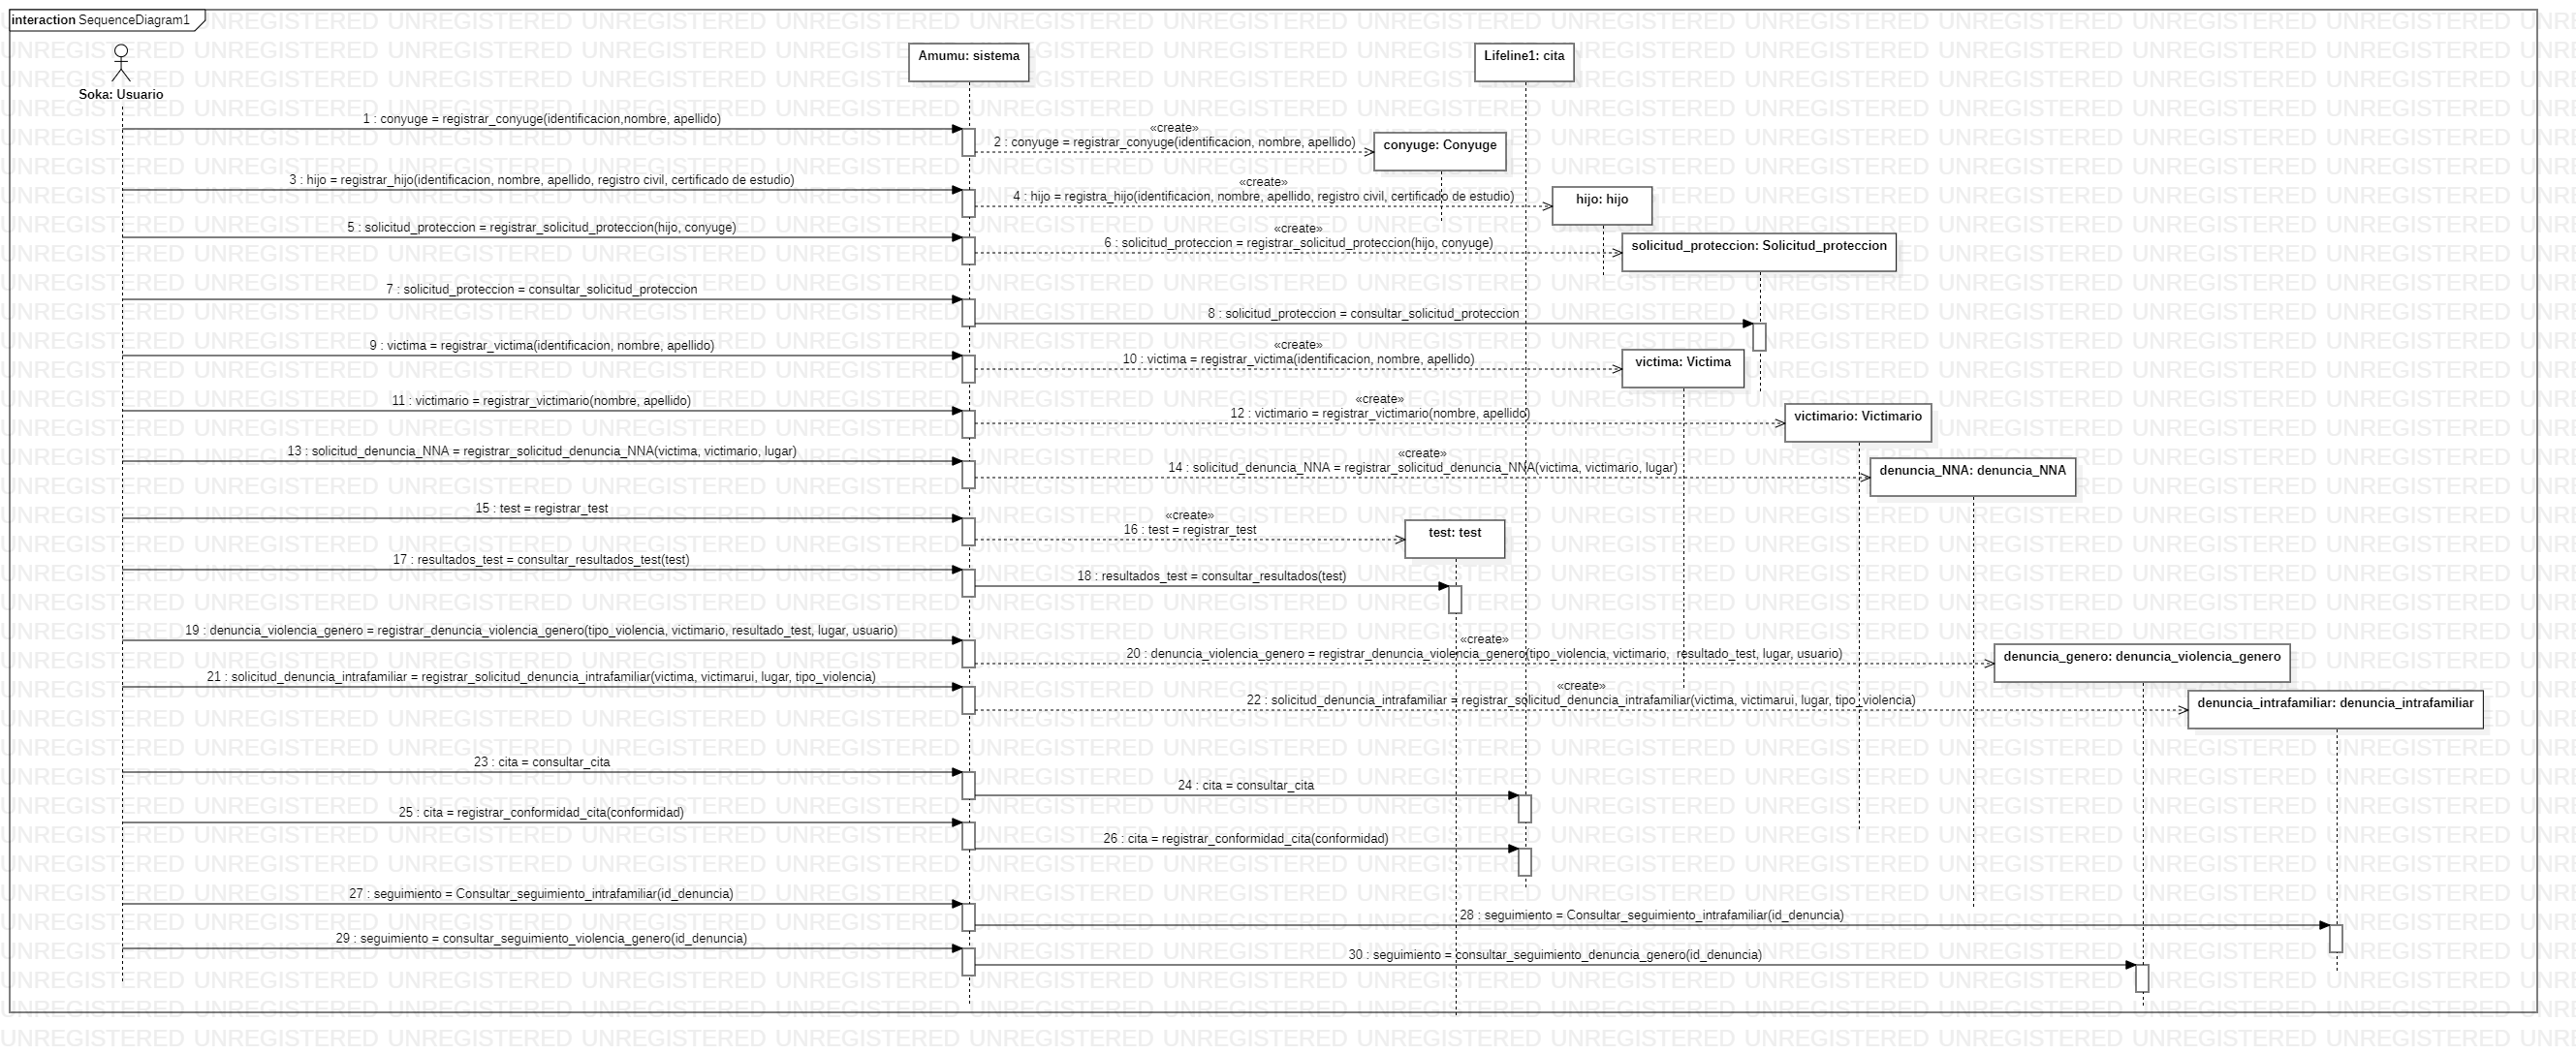 interaction SequenceDiagram1
Soka: Usuario
Amumu: sistema
Lifeline1: cita
1 : conyuge = registrar_conyuge(identificacion,nombre, apellido)
«create»
2 : conyuge = registrar_conyuge(identificacion, nombre, apellido)
conyuge: Conyuge
3 : hijo = registrar_hijo(identificacion, nombre, apellido, registro civil, certificado de estudio)
«create»
4 : hijo = registra_hijo(identificacion, nombre, apellido, registro civil, certificado de estudio)
hijo: hijo
5 : solicitud_proteccion = registrar_solicitud_proteccion(hijo, conyuge)
«create»
6 : solicitud_proteccion = registrar_solicitud_proteccion(hijo, conyuge)
solicitud_proteccion: Solicitud_proteccion
7 : solicitud_proteccion = consultar_solicitud_proteccion
8 : solicitud_proteccion = consultar_solicitud_proteccion
9 : victima = registrar_victima(identificacion, nombre, apellido)
«create»
10 : victima = registrar_victima(identificacion, nombre, apellido)
victima: Victima
11 : victimario = registrar_victimario(nombre, apellido)
«create»
12 : victimario = registrar_victimario(nombre, apellido)
victimario: Victimario
13 : solicitud_denuncia_NNA = registrar_solicitud_denuncia_NNA(victima, victimario, lugar)
«create»
14 : solicitud_denuncia_NNA = registrar_solicitud_denuncia_NNA(victima, victimario, lugar)
denuncia_NNA: denuncia_NNA
15 : test = registrar_test
«create»
16 : test = registrar_test
test: test
17 : resultados_test = consultar_resultados_test(test)
18 : resultados_test = consultar_resultados(test)
19 : denuncia_violencia_genero = registrar_denuncia_violencia_genero(tipo_violencia, victimario, resultado_test, lugar, usuario)
«create»
20 : denuncia_violencia_genero = registrar_denuncia_violencia_genero(tipo_violencia, victimario, resultado_test, lugar, usuario)
denuncia_genero: denuncia_violencia_genero
21 : solicitud_denuncia_intrafamiliar = registrar_solicitud_denuncia_intrafamiliar(victima, victimarui, lugar, tipo_violencia)
«create»
22 : solicitud_denuncia_intrafamiliar = registrar_solicitud_denuncia_intrafamiliar(victima, victimarui, lugar, tipo_violencia)
denuncia_intrafamiliar: denuncia_intrafamiliar
23 : cita = consultar_cita
24 : cita = consultar_cita
25 : cita = registrar_conformidad_cita(conformidad)
26 : cita = registrar_conformidad_cita(conformidad)
27 : seguimiento = Consultar_seguimiento_intrafamiliar(id_denuncia)
28 : seguimiento = Consultar_seguimiento_intrafamiliar(id_denuncia)
29 : seguimiento = consultar_seguimiento_violencia_genero(id_denuncia)
30 : seguimiento = consultar_seguimiento_denuncia_genero(id_denuncia)
UNREGISTERED